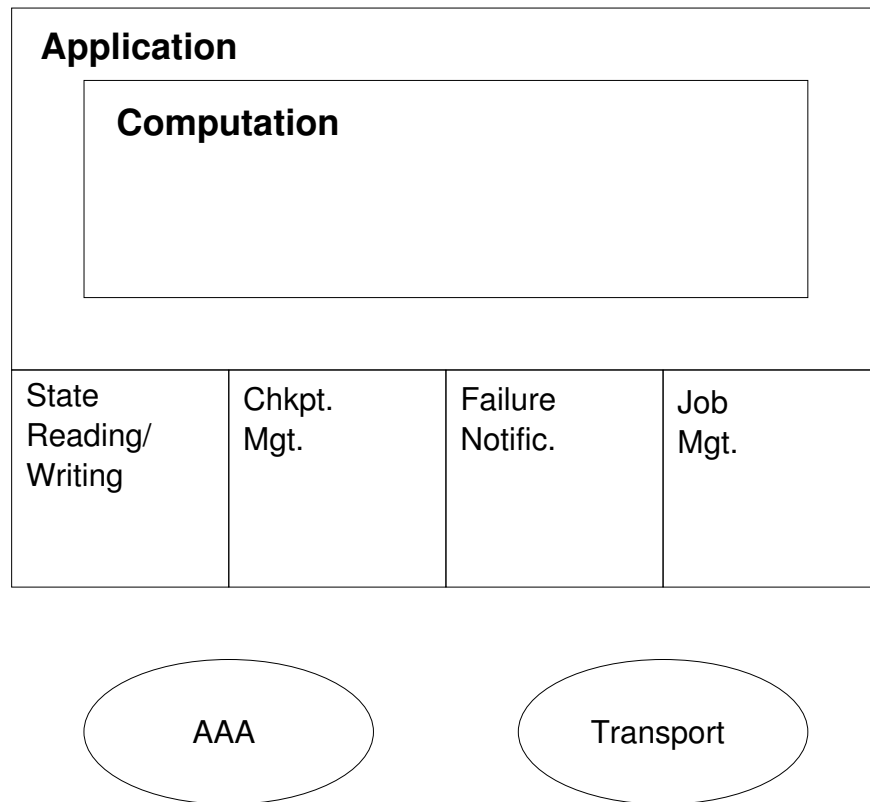 Application
Computation
State
Reading/
Writing
Chkpt.
Mgt.
Failure
Notific.
Job
Mgt.
AAA
Transport